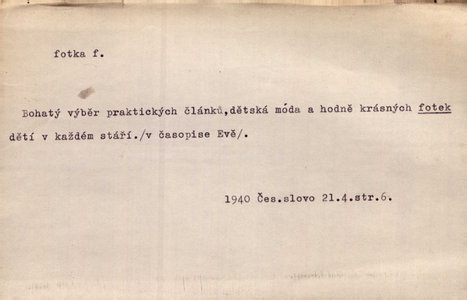 fotka f.
Bohatý výběr praktických článků,dětská móda a hodně krásných fotek
dětí v každém stáří./v časopise Evě/.
1940 Čes.slovo 21.4.str.6.